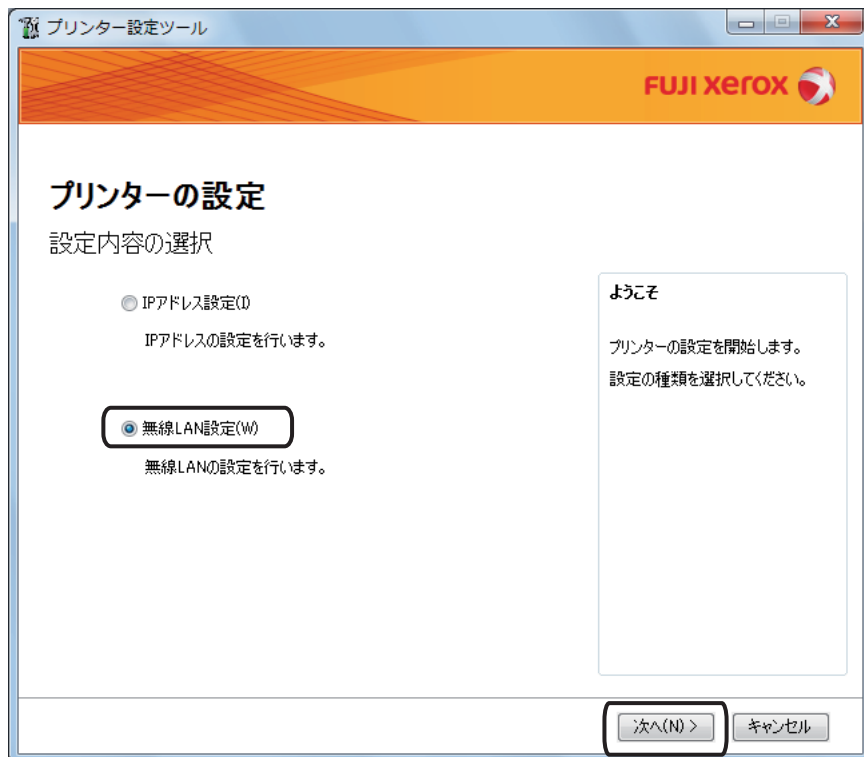 プリンター設定ツール
FUJI xerox
プリンターの設定
設定内容の選択
IPアドレス設定(I)
IPアドレスの設定を行います。
無線LAN設定(W)
無線LANの設定を行います。
ようこそ
プリンターの設定を開始します。
設定の種類を選択してください。
次へ(N) >
キャンセル